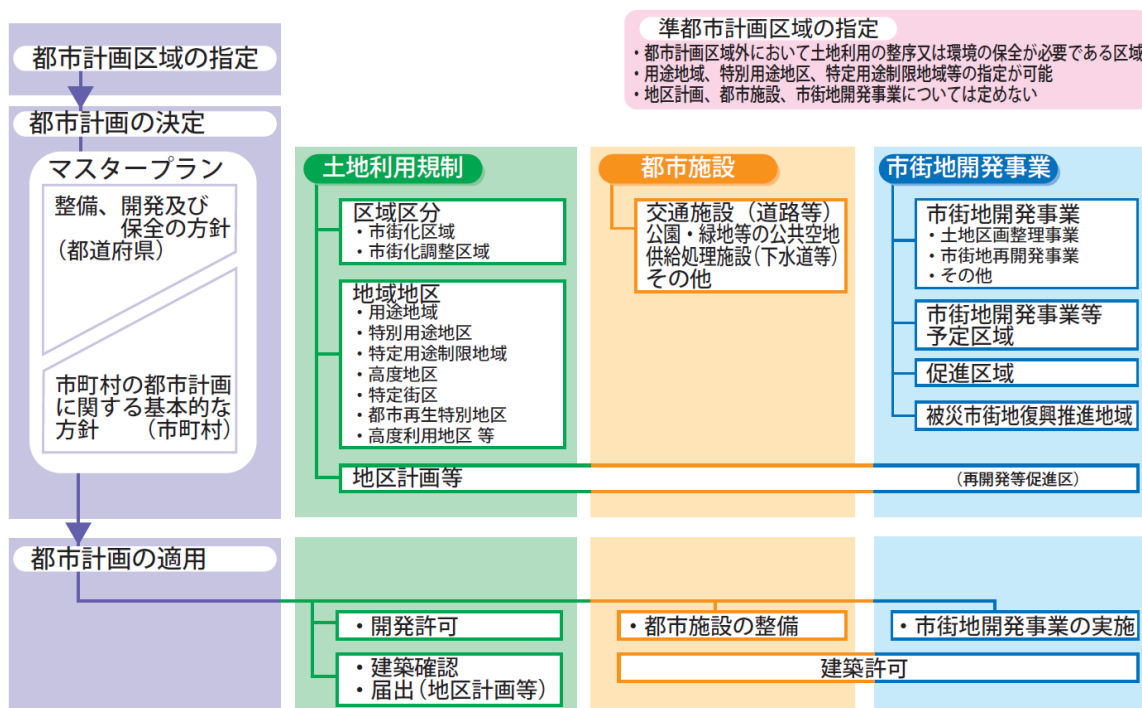 都市計画区域の指定
準都市計画区域の指定
・都市計画区域外において土地利用の整序又は環境の保全が必要である区域
・用途地域、特別用途地区、特定用途制限地域等の指定が可能
・地区計画、都市施設、市街地開発事業については定めない
都市計画の決定
マスタープラン
整備、開発及び
保全の方針
（都道府県）
市町村の都市計画
に関する基本的な
方針　（市町村）
土地利用規制
区域区分
・市街化区域
・市街化調整区域
地域地区
・用途地域
・特別用途地区
・特定用途制限地域
・高度地区
・特定街区
・都市再生特別地区
・高度利用地区 等
地区計画等
（再開発等促進区）
都市施設
交通施設（道路等）
公園・緑地等の公共空地
供給処理施設（下水道等）
その他
市街地開発事業
市街地開発事業
・土地区画整理事業
・市街地再開発事業
・その他
市街地開発事業等
予定区域
促進区域
被災市街地復興推進地域
都市計画の適用
・開発許可
・建築確認
・届出（地区計画等）
・都市施設の整備
・市街地開発事業の実施
建築許可